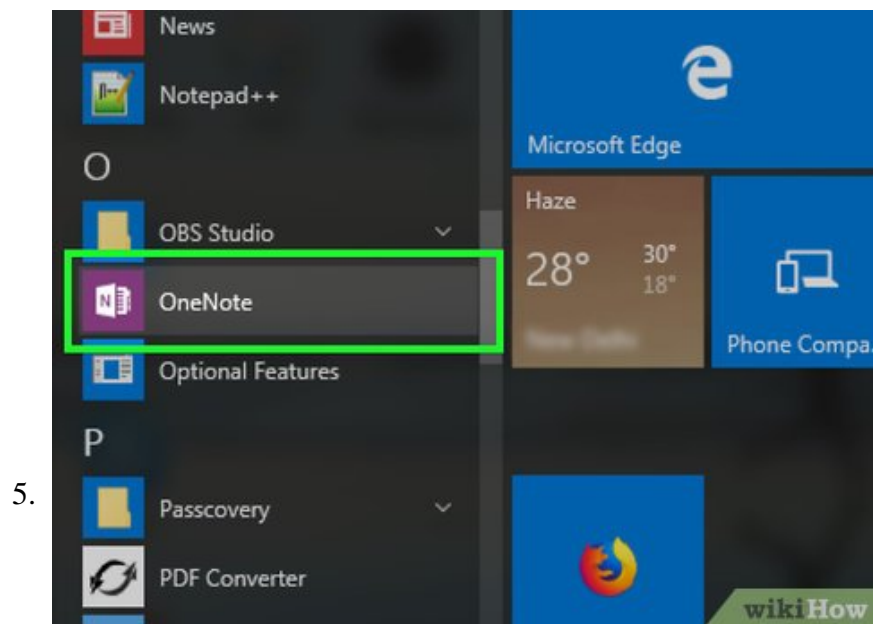 News
Notepad++
O
OBS Studio
OneNote
Optional Features
P
5.
Passcovery
PDF Converter
Microsoft Edge
Haze
28° 30°
18°
Phone Compa.
wikiHow